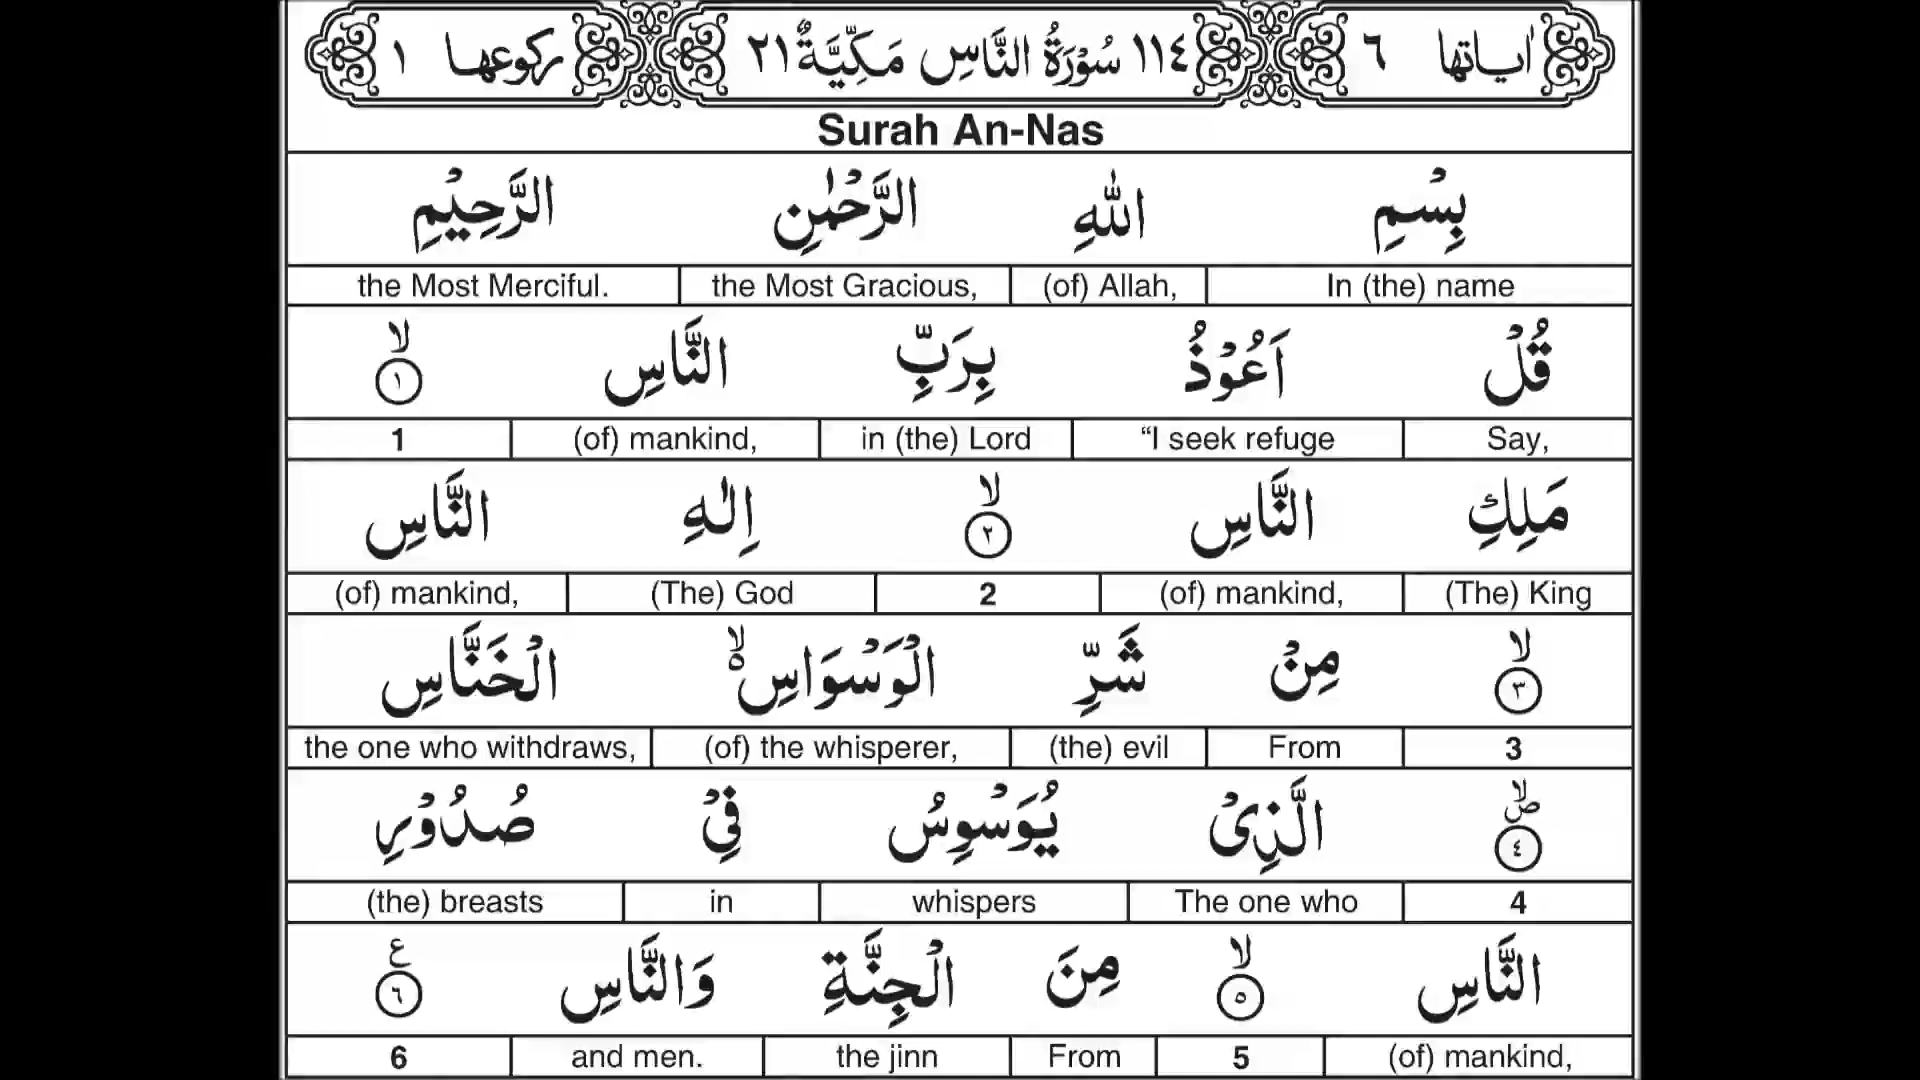 اٰیاتها ٦ ١١٤ سُوْرَةُ النَّاسِ مَكِّيَّةٌ ٢١ رکوعها ١
Surah An-Nas
بِسْمِ اللّٰهِ الرَّحْمٰنِ الرَّحِيْمِ
In (the) name (of) Allah, the Most Gracious, the Most Merciful.
قُلْ اَعُوْذُ بِرَبِّ النَّاسِ ۙ ١
Say, “I seek refuge in (the) Lord (of) mankind, 1
مَلِكِ النَّاسِ ۙ ٢ اِلٰهِ النَّاسِ
(The) King (of) mankind, 2 (The) God (of) mankind,
ۙ ٣ مِنْ شَرِّ الْوَسْوَاسِ ۙ۬ الْخَنَّاسِ
3 From (the) evil (of) the whisperer, the one who withdraws,
ۙ ص ٤ الَّذِیْ یُوَسْوِسُ فِیْ صُدُوْرِ
4 The one who whispers in (the) breasts
النَّاسِ ۙ ٥ مِنَ الْجِنَّةِ وَالنَّاسِ ع ٦
(of) mankind, 5 From the jinn and men. 6